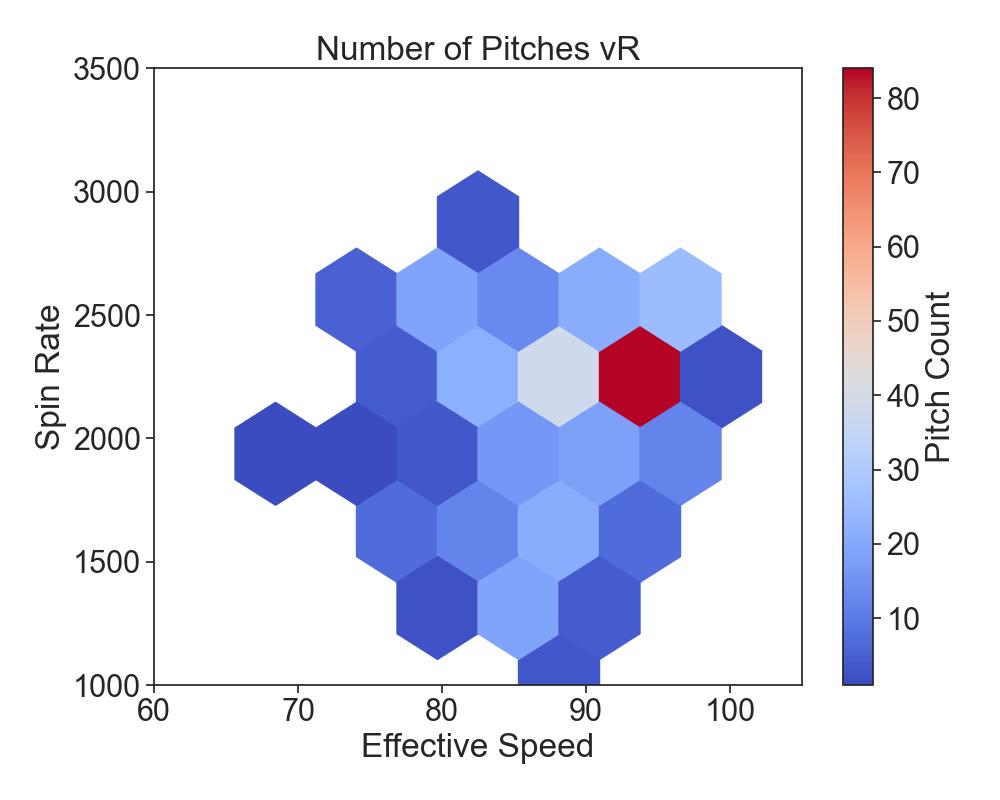 Number of Pitches vR
3500
3000
2500
2000
1500
1000
Spin Rate
60 70 80 90 100
Effective Speed
80
70
60
50
40
30
20
10
Pitch Count